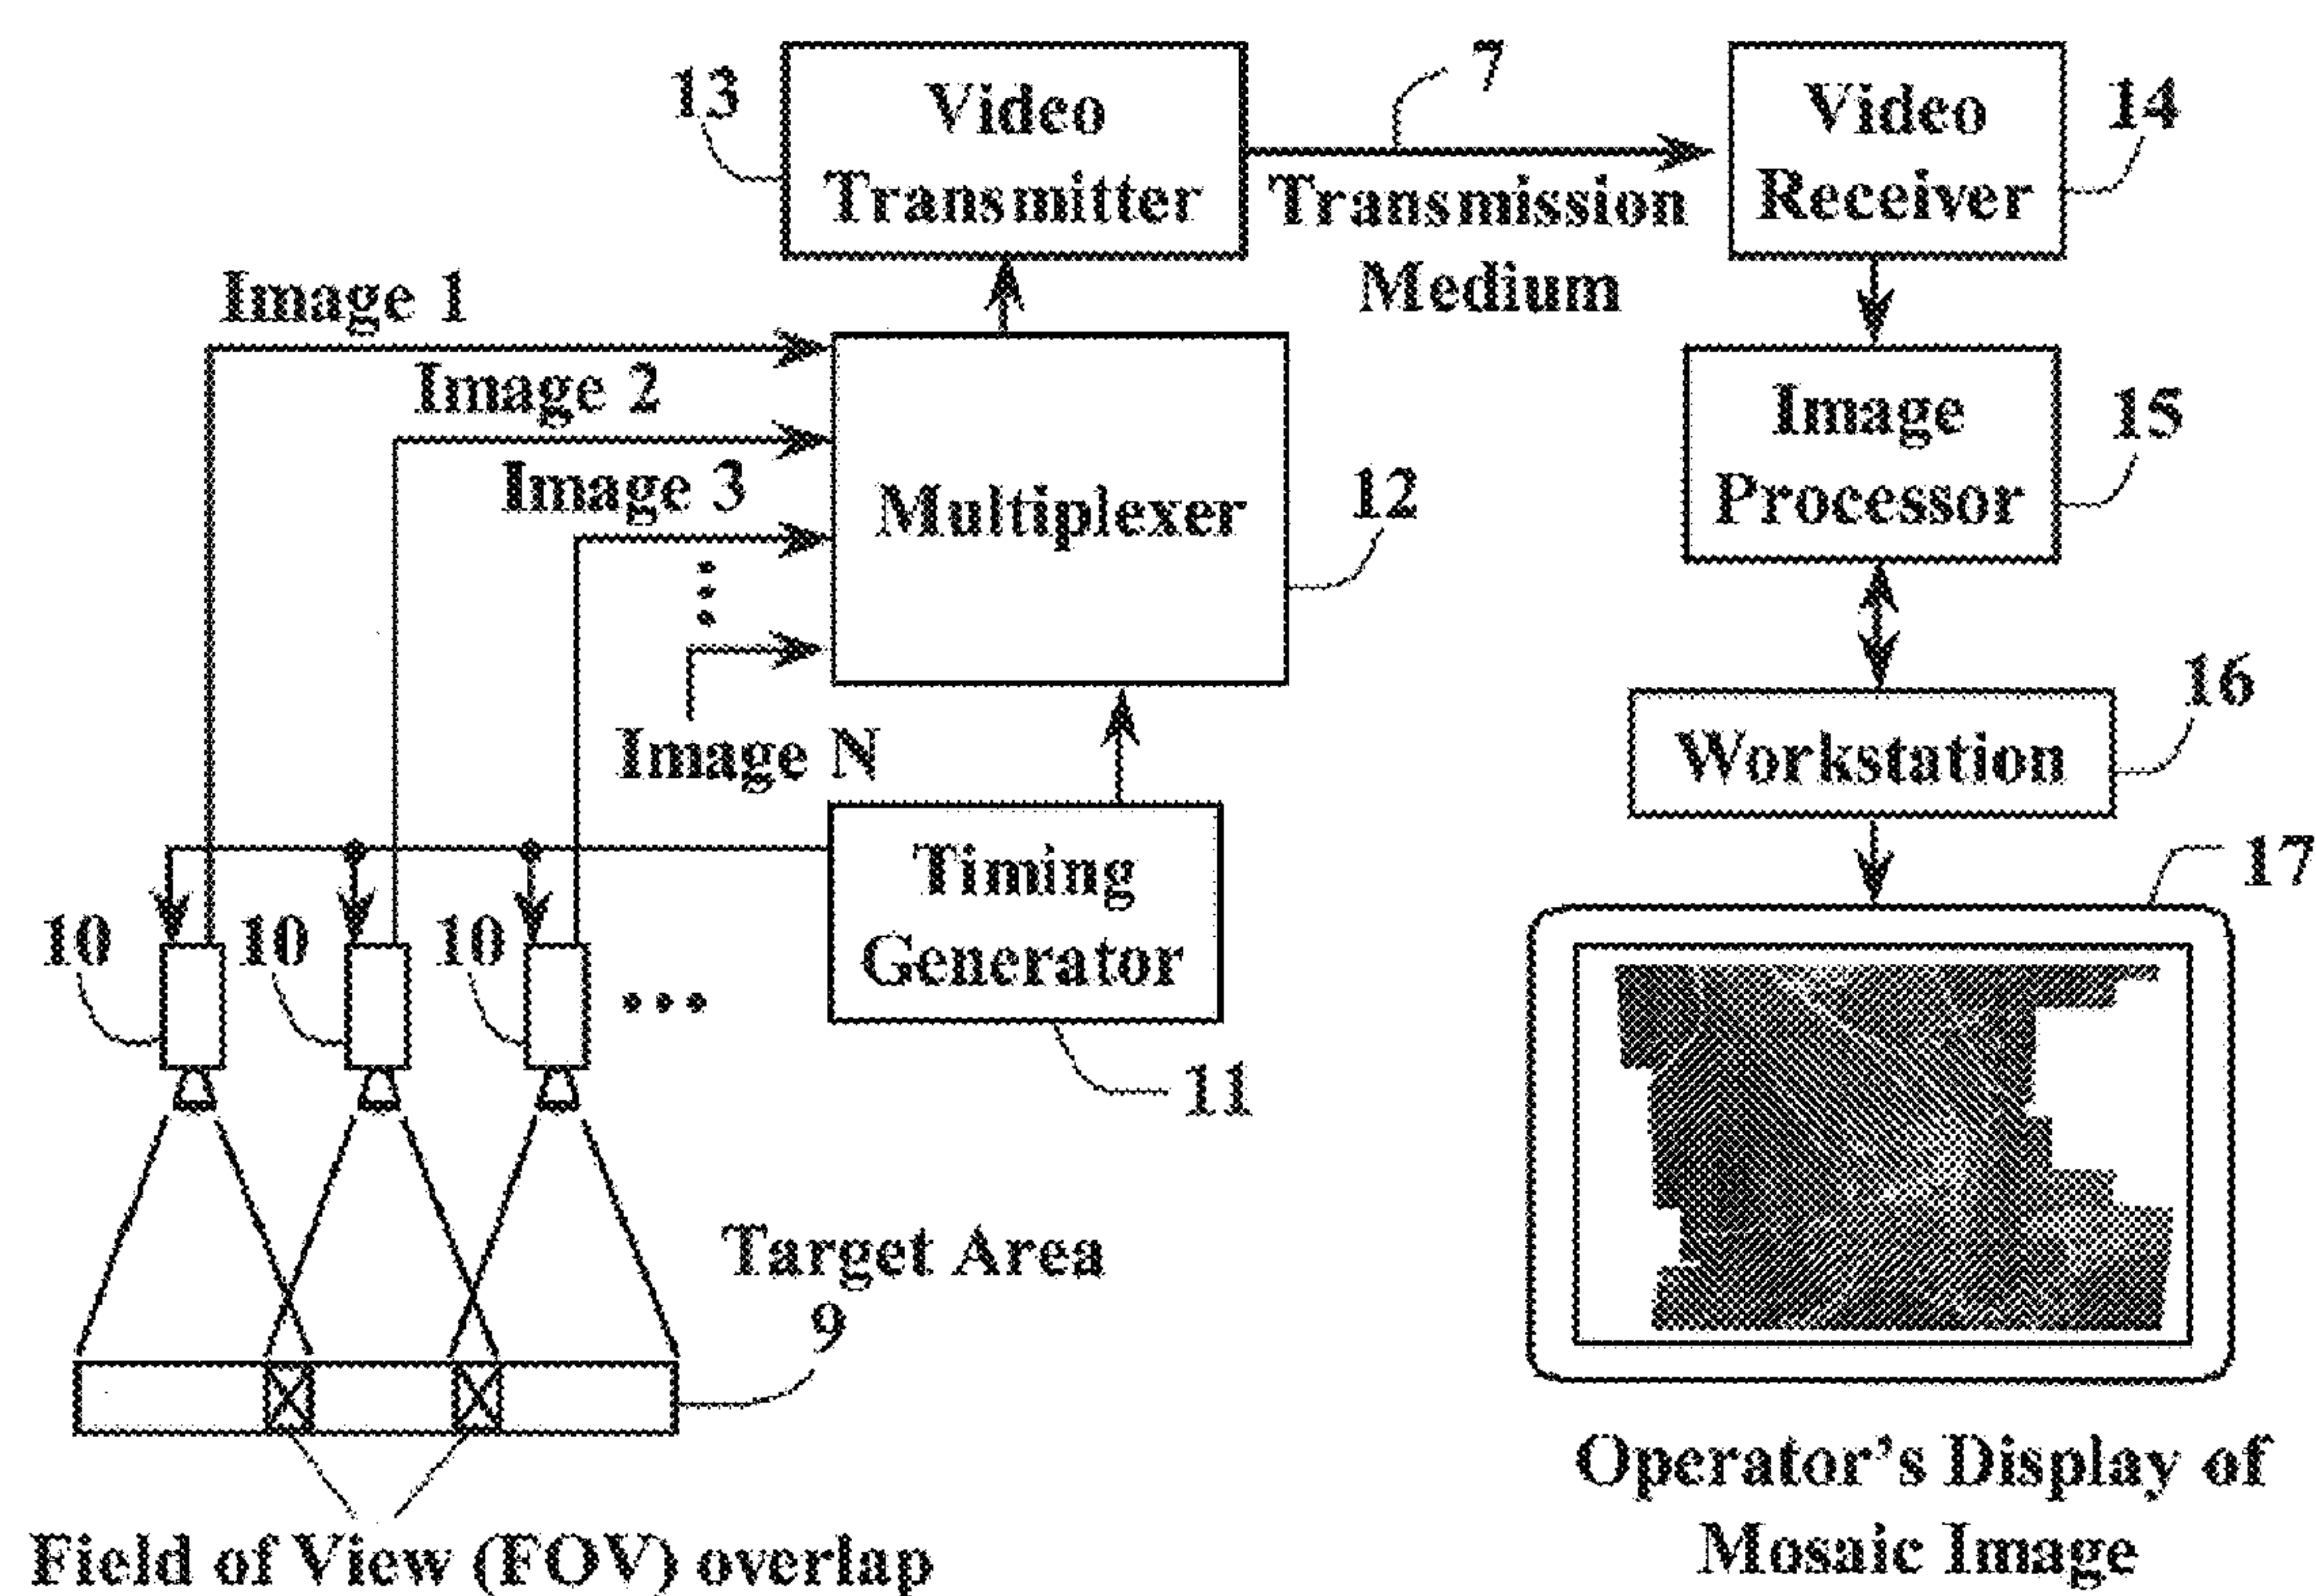 13
Video
Transmitter
7
Transmission
Medium
Video
Receiver
14
Image 1
Image 2
Image 3
Image N
Multiplexer
12
Image
Processor
15
Workstation
16
17
10
10
10
Timing
Generator
11
Target Area
9
Field of View (FOV) overlap
Operator's Display of
Mosaic Image